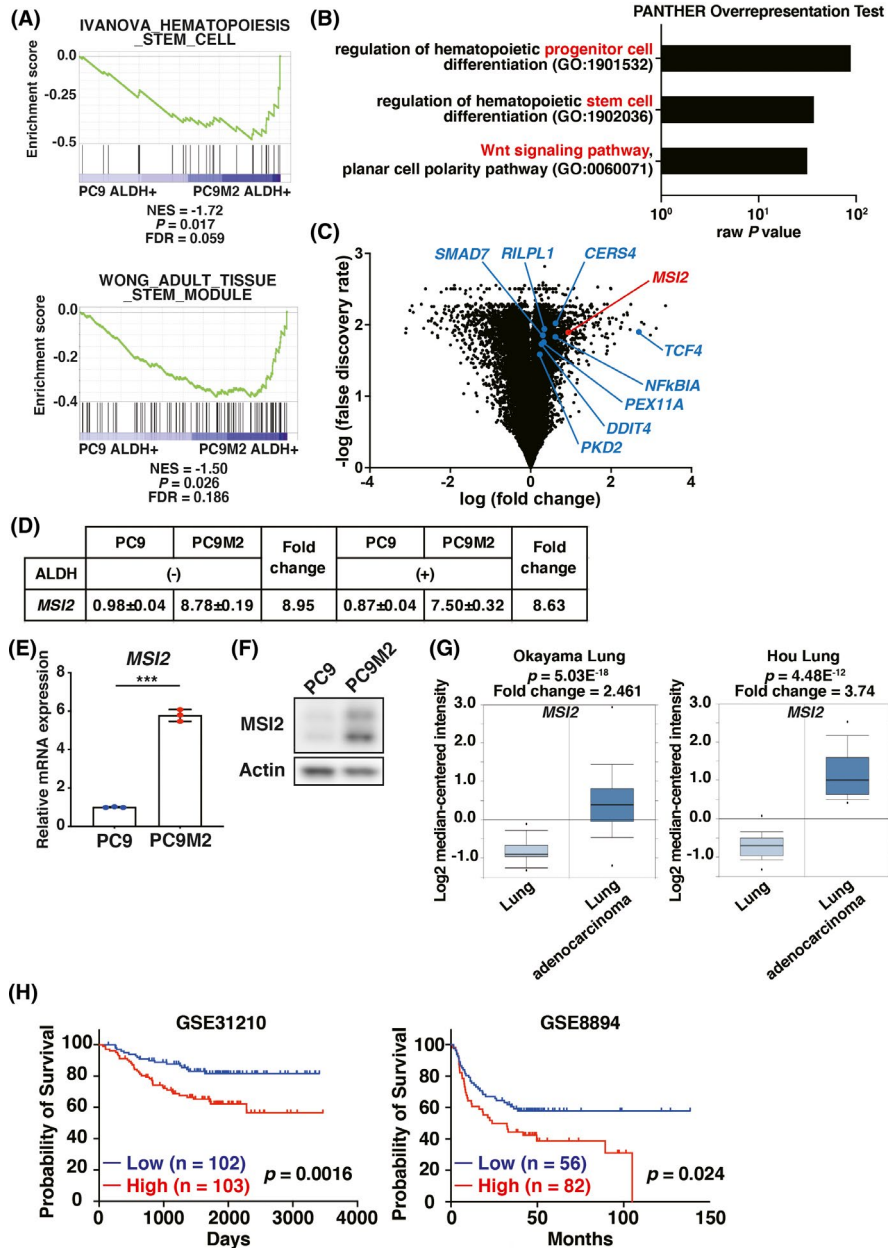 (A)
IVANOVA_HEMATOPOIESIS
_STEM_CELL
Enrichment score
0.0
-0.25
-0.5
PC9 ALDH+ PC9M2 ALDH+
NES = -1.72
P = 0.017
FDR = 0.059
WONG_ADULT_TISSUE
_STEM_MODULE
Enrichment score
0.0
-0.2
-0.4
PC9 ALDH+ PC9M2 ALDH+
NES = -1.50
P = 0.026
FDR = 0.186
(B)
PANTHER Overrepresentation Test
regulation of hematopoietic progenitor cell
differentiation (GO:1901532)
regulation of hematopoietic stem cell
differentiation (GO:1902036)
Wnt signaling pathway,
planar cell polarity pathway (GO:0060071)
10⁰ 10¹ 10²
raw P value
(C)
-log (false discovery rate)
3
2
1
0
SMAD7 RILPL1 CERS4
MSI2
TCF4
NFkBIA
PEX11A
DDIT4
PKD2
-4 -2 0 2 4
log (fold change)
(D)
PC9 PC9M2 Fold change PC9 PC9M2 Fold change
ALDH (-) (+)
MSI2 0.98±0.04 8.78±0.19 8.95 0.87±0.04 7.50±0.32 8.63
(E)
MSI2
Relative mRNA expression
8
6
4
2
0
***
PC9 PC9M2
(F)
PC9 PC9M2
MSI2
Actin
(G)
Okayama Lung
p = 5.03E⁻¹⁸
Fold change = 2.461
MSI2
Log2 median-centered intensity
3.0
2.0
1.0
0.0
-1.0
Lung
Lung
adenocarcinoma
Hou Lung
p = 4.48E⁻¹²
Fold change = 3.74
MSI2
Log2 median-centered intensity
3.0
2.0
1.0
0.0
-1.0
Lung
Lung
adenocarcinoma
(H)
GSE31210
Probability of Survival
100
80
60
40
20
0
Low (n = 102)
High (n = 103)
p = 0.0016
0 1000 2000 3000 4000
Days
GSE8894
Probability of Survival
100
80
60
40
20
0
Low (n = 56)
High (n = 82)
p = 0.024
0 50 100 150
Months